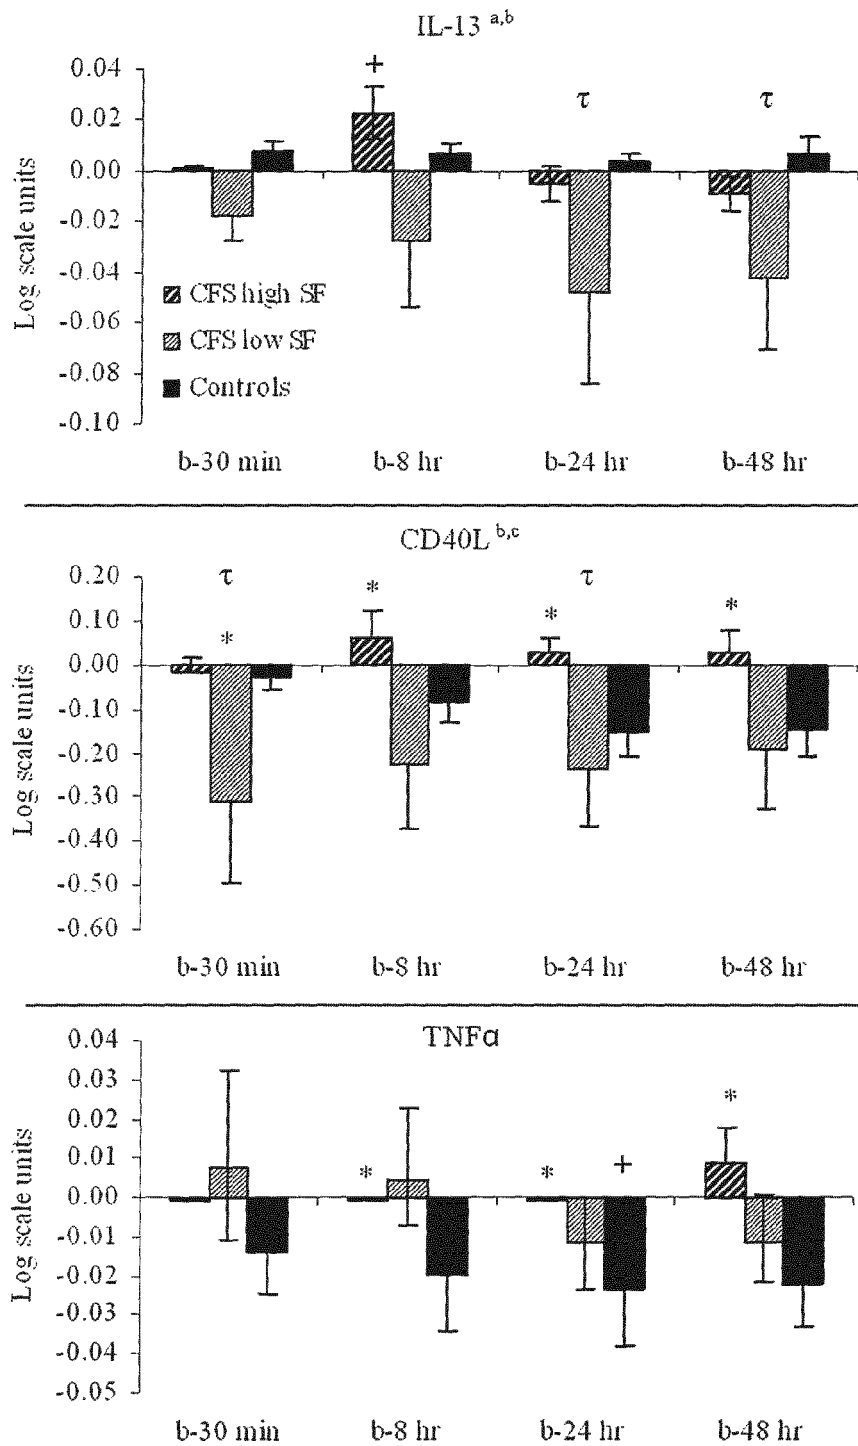 IL-13 a,b
+
0.04
0.02
τ τ
0.00
-0.02
-0.04
-0.06
-0.08
-0.10
Log scale units
CFS high SF
CFS low SF
Controls
b-30 min b-8 hr b-24 hr b-48 hr
CD40L b,c
0.20
τ * τ
0.10
* * *
0.00
-0.10
-0.20
-0.30
-0.40
-0.50
-0.60
Log scale units
b-30 min b-8 hr b-24 hr b-48 hr
TNFα
0.04
0.03
0.02
*
0.01
* * +
0.00
-0.01
-0.02
-0.03
-0.04
-0.05
Log scale units
b-30 min b-8 hr b-24 hr b-48 hr